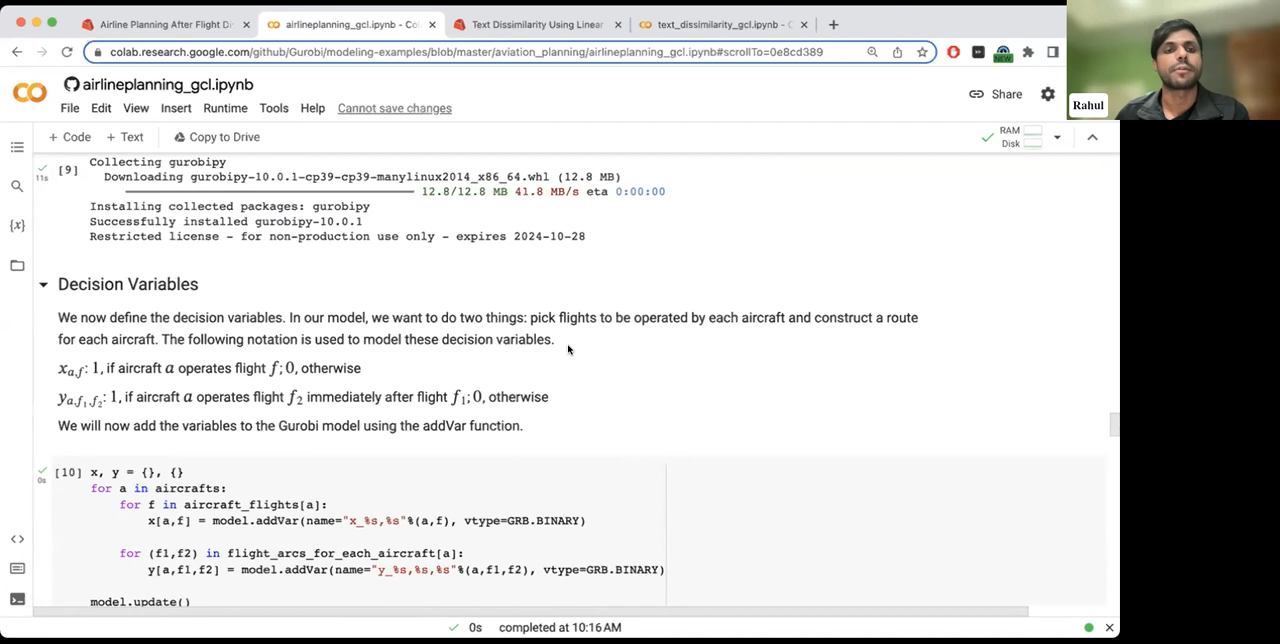 Airline Planning After Flight Di
airlineplanning_gcl.ipynb - Co
Text Dissimilarity Using Linear
text_dissimilarity_gcl.ipynb - C
colab.research.google.com/github/Gurobi/modeling-examples/blob/master/aviation_planning/airlineplanning_gcl.ipynb#scrollTo=0e8cd389
NEW
Rahul
CO
airlineplanning_gcl.ipynb
Share
File Edit View Insert Runtime Tools Help Cannot save changes
+ Code + Text Copy to Drive
RAM
Disk
[9]
11s
Collecting gurobipy
Downloading gurobipy-10.0.1-cp39-cp39-manylinux2014_x86_64.whl (12.8 MB)
12.8/12.8 MB 41.8 MB/s eta 0:00:00
Installing collected packages: gurobipy
Successfully installed gurobipy-10.0.1
Restricted license - for non-production use only - expires 2024-10-28
Decision Variables
We now define the decision variables. In our model, we want to do two things: pick flights to be operated by each aircraft and construct a route
for each aircraft. The following notation is used to model these decision variables.
x_{a,f}: 1, if aircraft a operates flight f; 0, otherwise
y_{a,f_1,f_2}: 1, if aircraft a operates flight f_2 immediately after flight f_1; 0, otherwise
We will now add the variables to the Gurobi model using the addVar function.
[10] x, y = {}, {}
0s
for a in aircrafts:
for f in aircraft_flights[a]:
x[a,f] = model.addVar(name="x_%s,%s"%(a,f), vtype=GRB.BINARY)
for (f1,f2) in flight_arcs_for_each_aircraft[a]:
y[a,f1,f2] = model.addVar(name="y_%s,%s,%s"%(a,f1,f2), vtype=GRB.BINARY)
model.update()
0s completed at 10:16 AM